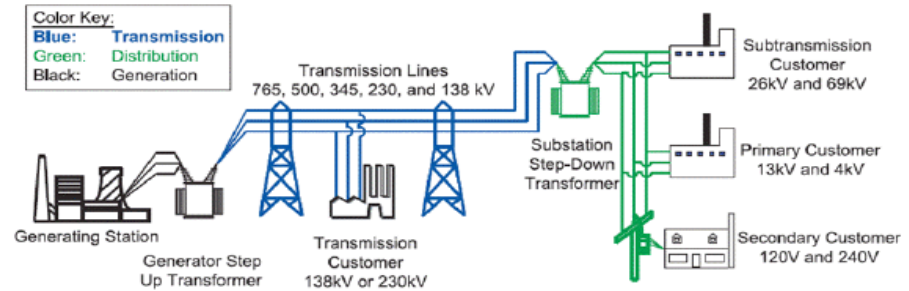 Color Key:
Blue: Transmission
Green: Distribution
Black: Generation
Transmission Lines
765, 500, 345, 230, and 138 kV
Subtransmission
Customer
26kV and 69kV
Substation
Step-Down
Transformer
Primary Customer
13kV and 4kV
Generating Station
Generator Step
Up Transformer
Transmission
Customer
138kV or 230kV
Secondary Customer
120V and 240V